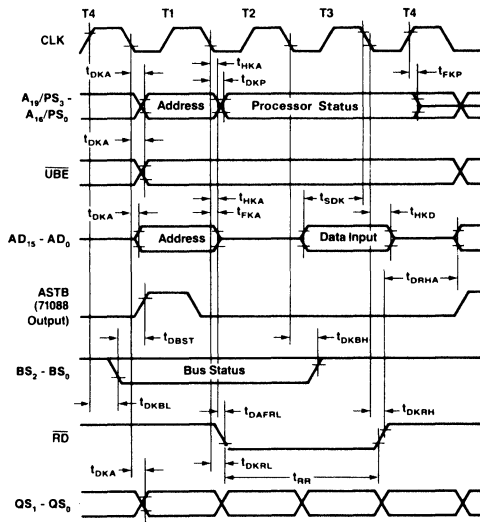 T4 T1 T2 T3 T4
CLK
tHKA
tDKA tDKP tFKP
A19/PS3 - A16/PS0
Address Processor Status
tDKA
UBE
tHKA tSDK
tDKA tFKA tHKD
AD15 - AD0
Address Data Input
tDRHA
ASTB
(71088
Output)
tDBST tDKBH
BS2 - BS0
Bus Status
tDKBL tDAFRL tDKRH
RD
tDKA tDKRL
tRR
QS1 - QS0